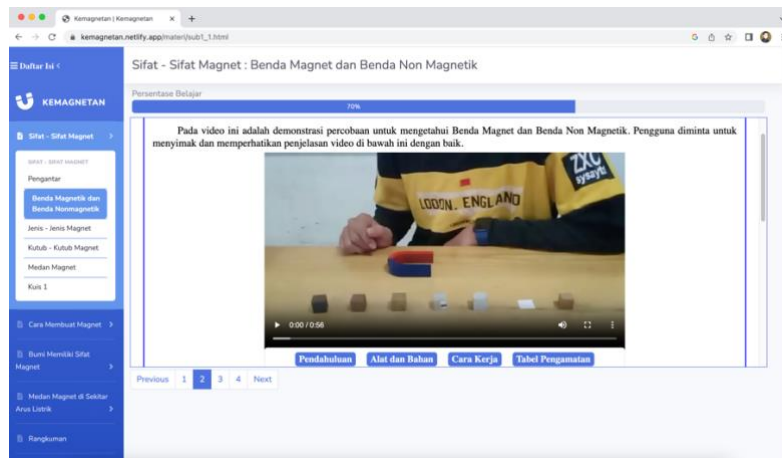 Kemagnetan | Kemagnetan
kemagnetan.netlify.app/materi/sub1_1.html
Daftar Isi <
KEMAGNETAN
Sifat - Sifat Magnet
SIFAT - SIFAT MAGNET
Pengantar
Benda Magnetik dan
Benda Nonmagnetik
Jenis - Jenis Magnet
Kutub - Kutub Magnet
Medan Magnet
Kuis 1
Cara Membuat Magnet
Bumi Memiliki Sifat
Magnet
Medan Magnet di Sekitar
Arus Listrik
Rangkuman
Sifat - Sifat Magnet : Benda Magnet dan Benda Non Magnetik
Persentase Belajar
70%
Pada video ini adalah demonstrasi percobaan untuk mengetahui Benda Magnet dan Benda Non Magnetik. Pengguna diminta untuk
menyimak dan memperhatikan penjelasan video di bawah ini dengan baik.
ZXC
LODON. ENGLAND
0:00 / 0:56
Pendahuluan Alat dan Bahan Cara Kerja Tabel Pengamatan
Previous 1 2 3 4 Next